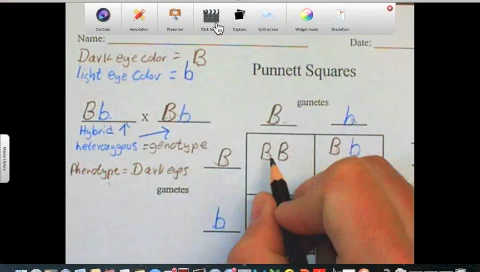 DocCam Annotation Presenter Capture Split screen Widget mode
Name:
Date:
Dark eye color = B
light eye color = b
Punnett Squares
gametes
Bb x Bb
B b
Hybrid
heterozygous = genotype
B
BB Bb
Phenotype = Dark eyes
gametes
b